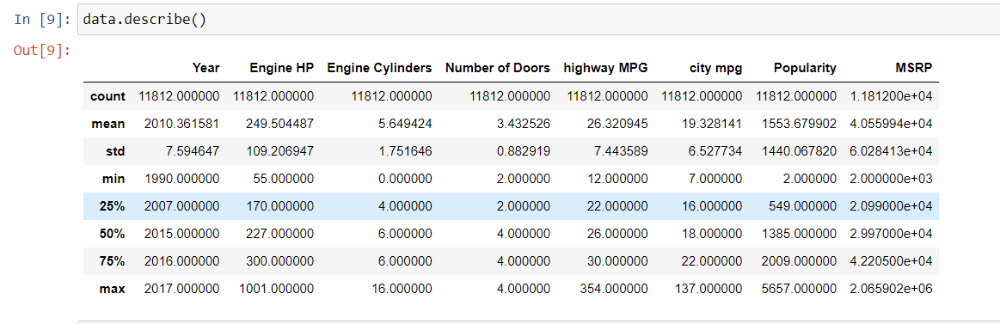 In [9]: data.describe()
Out[9]:
Year Engine HP Engine Cylinders Number of Doors highway MPG city mpg Popularity MSRP
count 11812.000000 11812.000000 11812.000000 11812.000000 11812.000000 11812.000000 11812.000000 1.181200e+04
mean 2010.361581 249.504487 5.649424 3.432526 26.320945 19.328141 1553.679902 4.055994e+04
std 7.594647 109.206947 1.751646 0.882919 7.443589 6.527734 1440.067820 6.028413e+04
min 1990.000000 55.000000 0.000000 2.000000 12.000000 7.000000 2.000000 2.000000e+03
25% 2007.000000 170.000000 4.000000 2.000000 22.000000 16.000000 549.000000 2.099000e+04
50% 2015.000000 227.000000 6.000000 4.000000 26.000000 18.000000 1385.000000 2.997000e+04
75% 2016.000000 300.000000 6.000000 4.000000 30.000000 22.000000 2009.000000 4.220500e+04
max 2017.000000 1001.000000 16.000000 4.000000 354.000000 137.000000 5657.000000 2.065902e+06